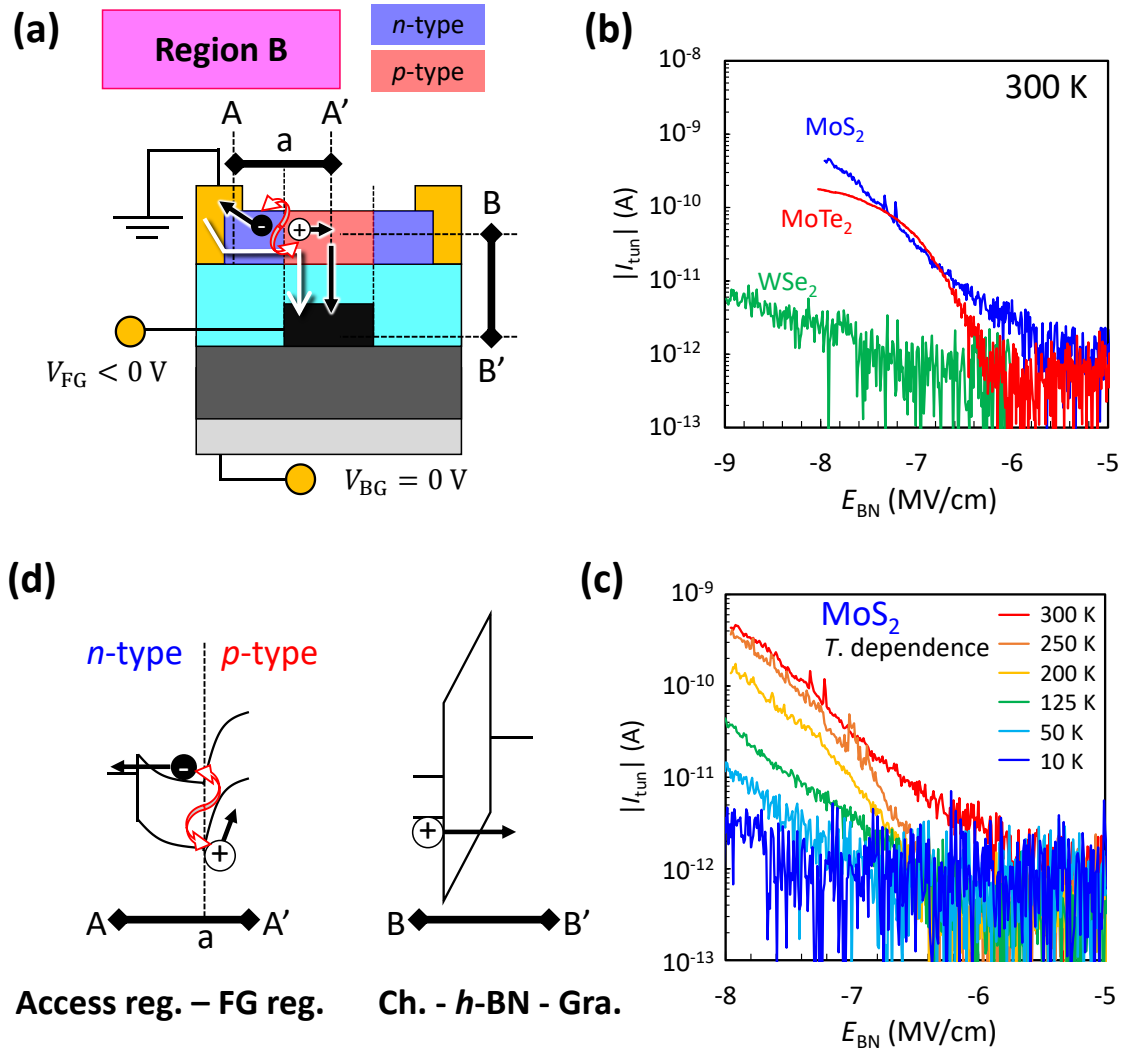 (a)
Region B
n-type
p-type
A
A’
a
-
+
B
B’
V_FG < 0 V
V_BG = 0 V
(b)
300 K
MoS₂
MoTe₂
WSe₂
|I_tun| (A)
10⁻⁸
10⁻⁹
10⁻¹⁰
10⁻¹¹
10⁻¹²
10⁻¹³
-9 -8 -7 -6 -5
E_BN (MV/cm)
(d)
n-type
p-type
-
+
A
a
A’
Access reg. – FG reg.
+
B
B’
Ch. - h-BN - Gra.
(c)
MoS₂
T. dependence
300 K
250 K
200 K
125 K
50 K
10 K
|I_tun| (A)
10⁻⁹
10⁻¹⁰
10⁻¹¹
10⁻¹²
10⁻¹³
-8 -7 -6 -5
E_BN (MV/cm)